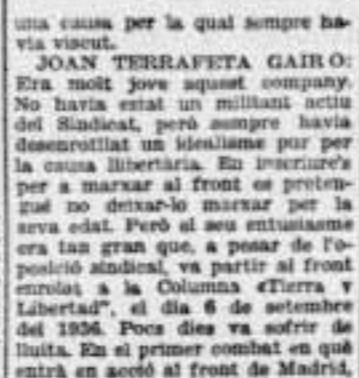 una causa per la qual sempre ha-
via viscut.
JOAN TERRAFETA GAIRO:
Era molt jove aquest company.
No havia estat un militant actiu
del Sindicat, però sempre havia
desenrotllat un idealisme pur per
la causa llibertària. En inscriure's
per a marxar al front es preten-
gué no deixar-lo marxar per la
seva edat. Però el seu entusiasme
era tan gran que, a pesar de l'o-
posició sindical, va partir al front
enrolat a la Columna «Tierra y
Libertad", el dia 6 de setembre
del 1936. Pocs dies va sofrir de
lluita. En el primer combat en què
entrà en acció al front de Madrid,